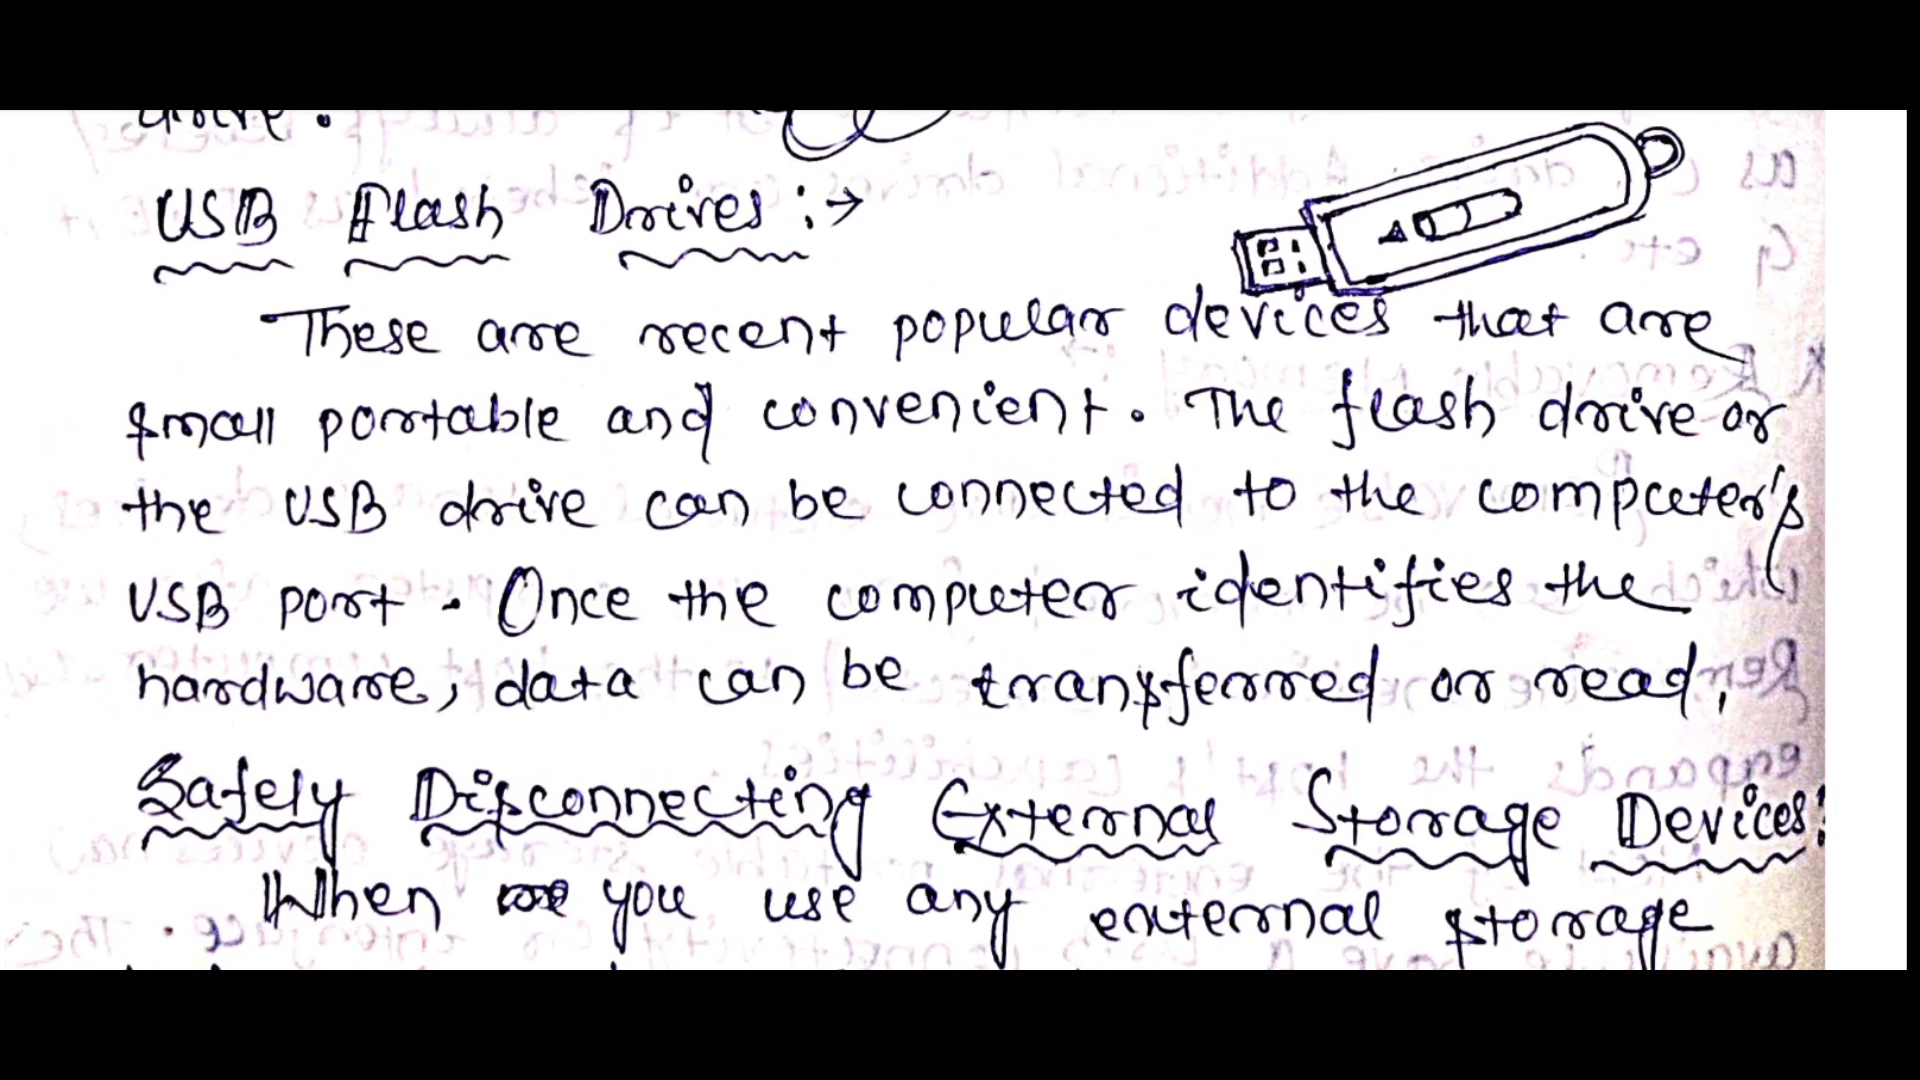 drive.
USB Flash Drives :→
These are recent popular devices that are
small portable and convenient. The flash drive or
the USB drive can be connected to the computer's
USB port. Once the computer identifies the
hardware, data can be transferred or read.
Safely Disconnecting External Storage Devices:
When you use any external storage